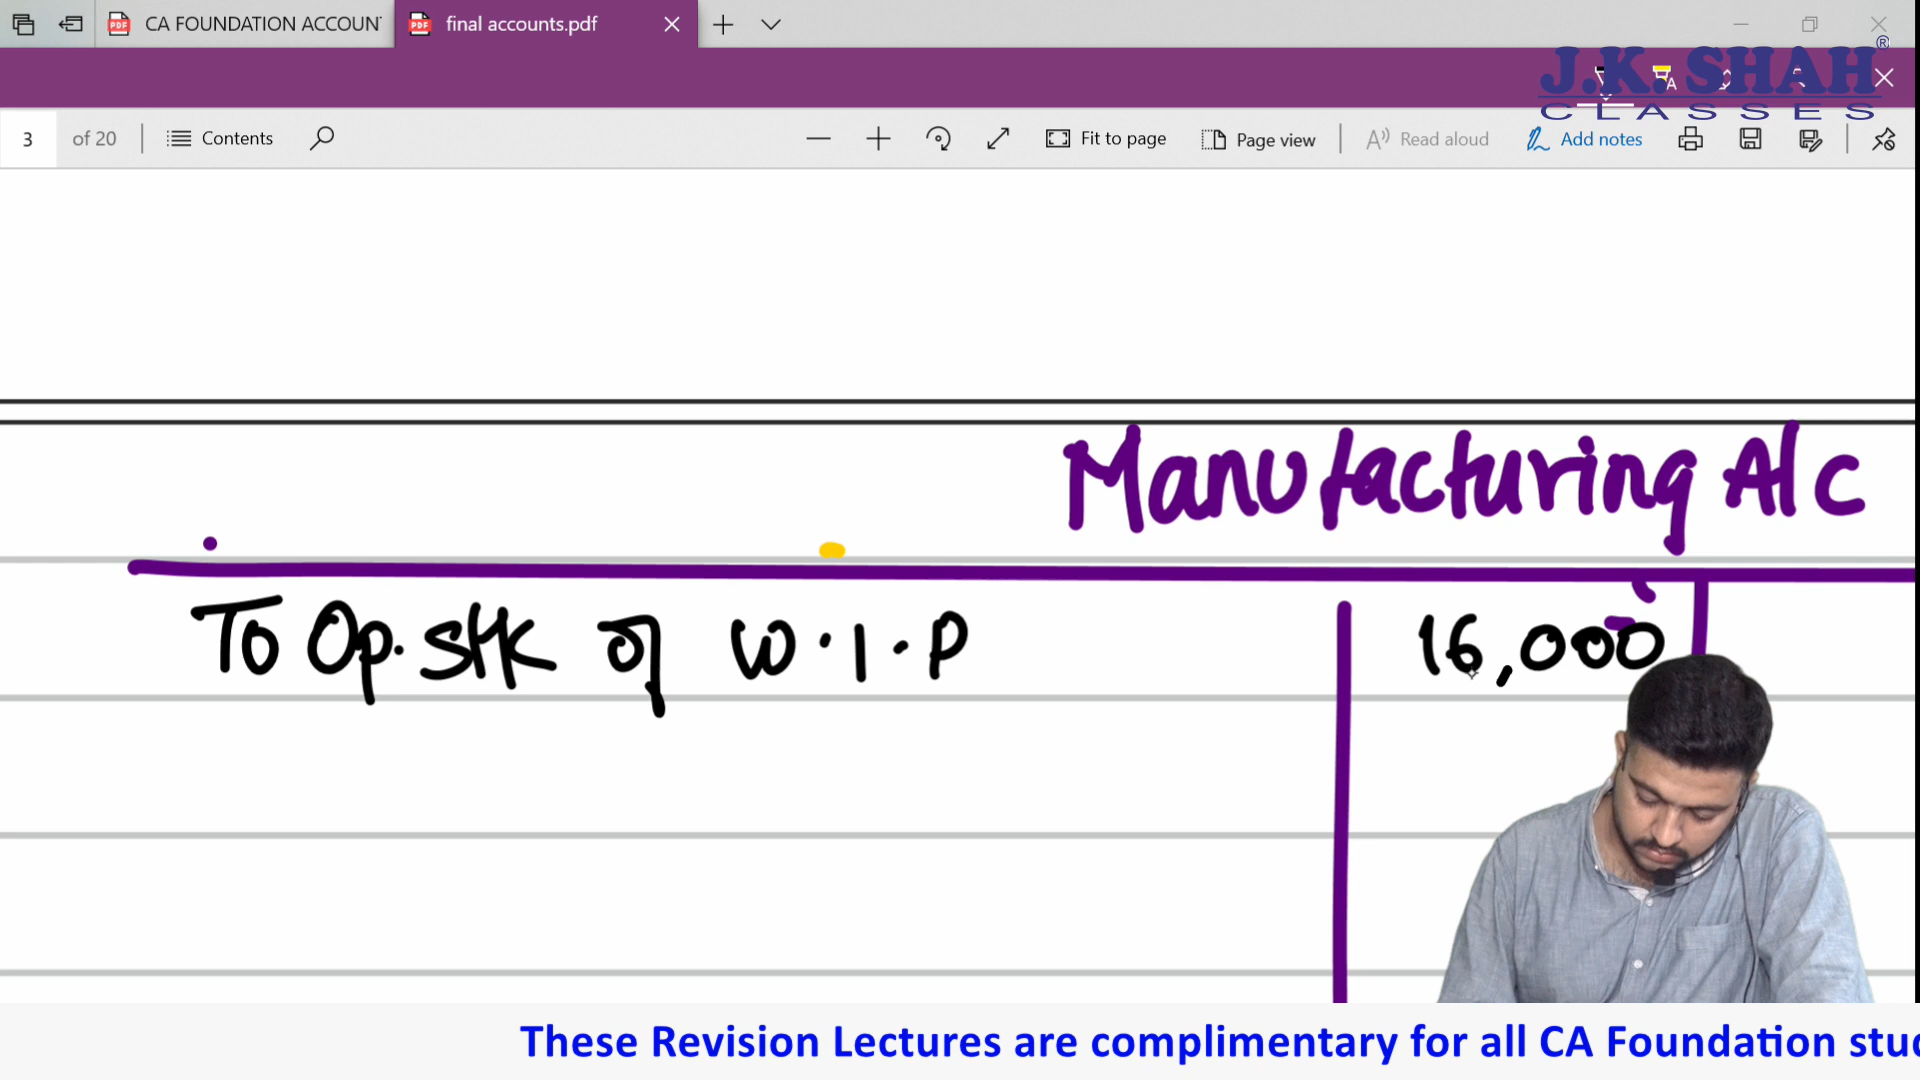 CA FOUNDATION ACCOUNT
final accounts.pdf
J.K. SHAH®
CLASSES
3 of 20 Contents Fit to page Page view Read aloud Add notes
Manufacturing A/c
To Op. Stk of W.I.P 16,000
These Revision Lectures are complimentary for all CA Foundation stu